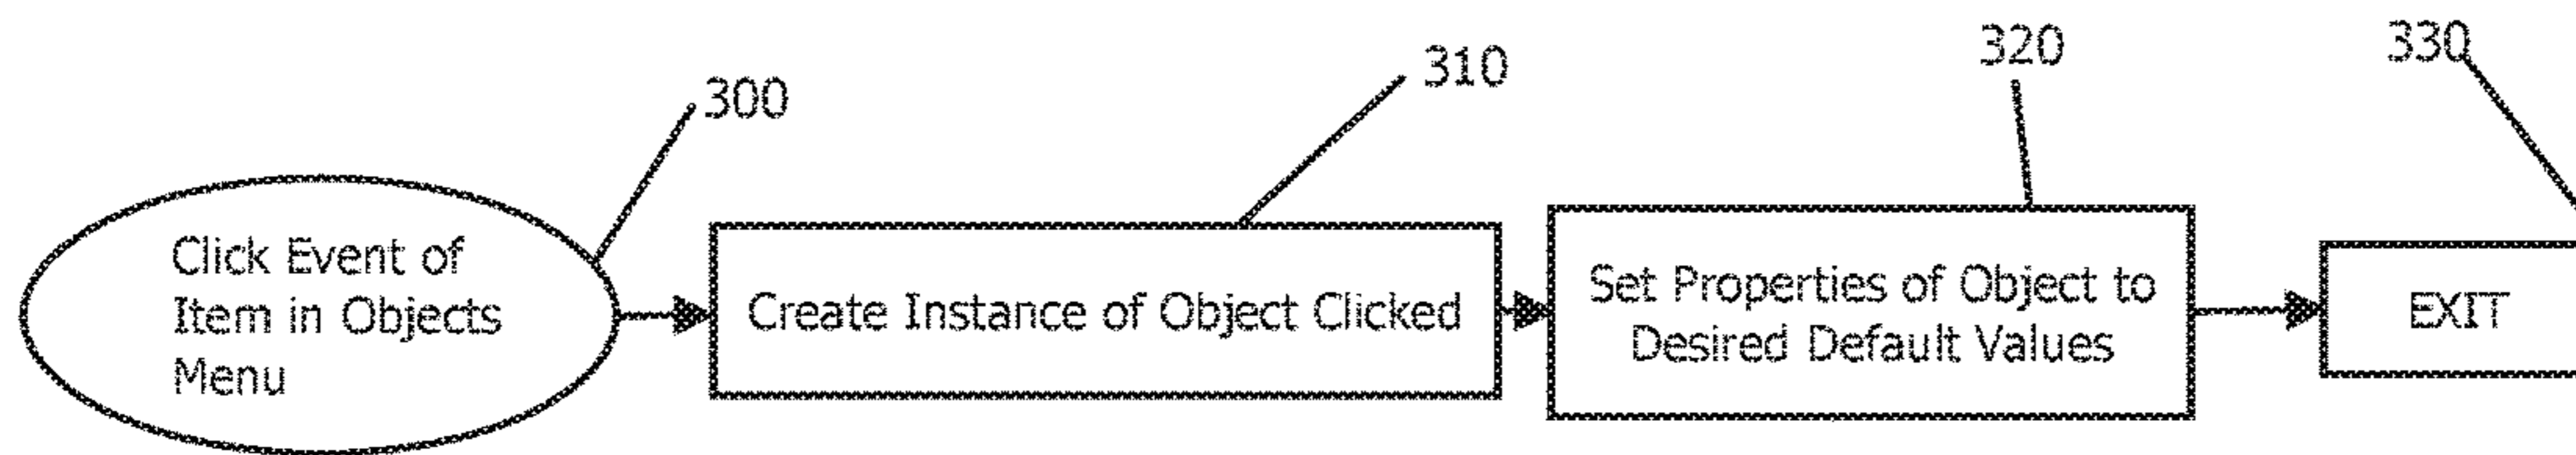 300
310
320
330
Click Event of
Item in Objects
Menu
Create Instance of Object Clicked
Set Properties of Object to
Desired Default Values
EXIT